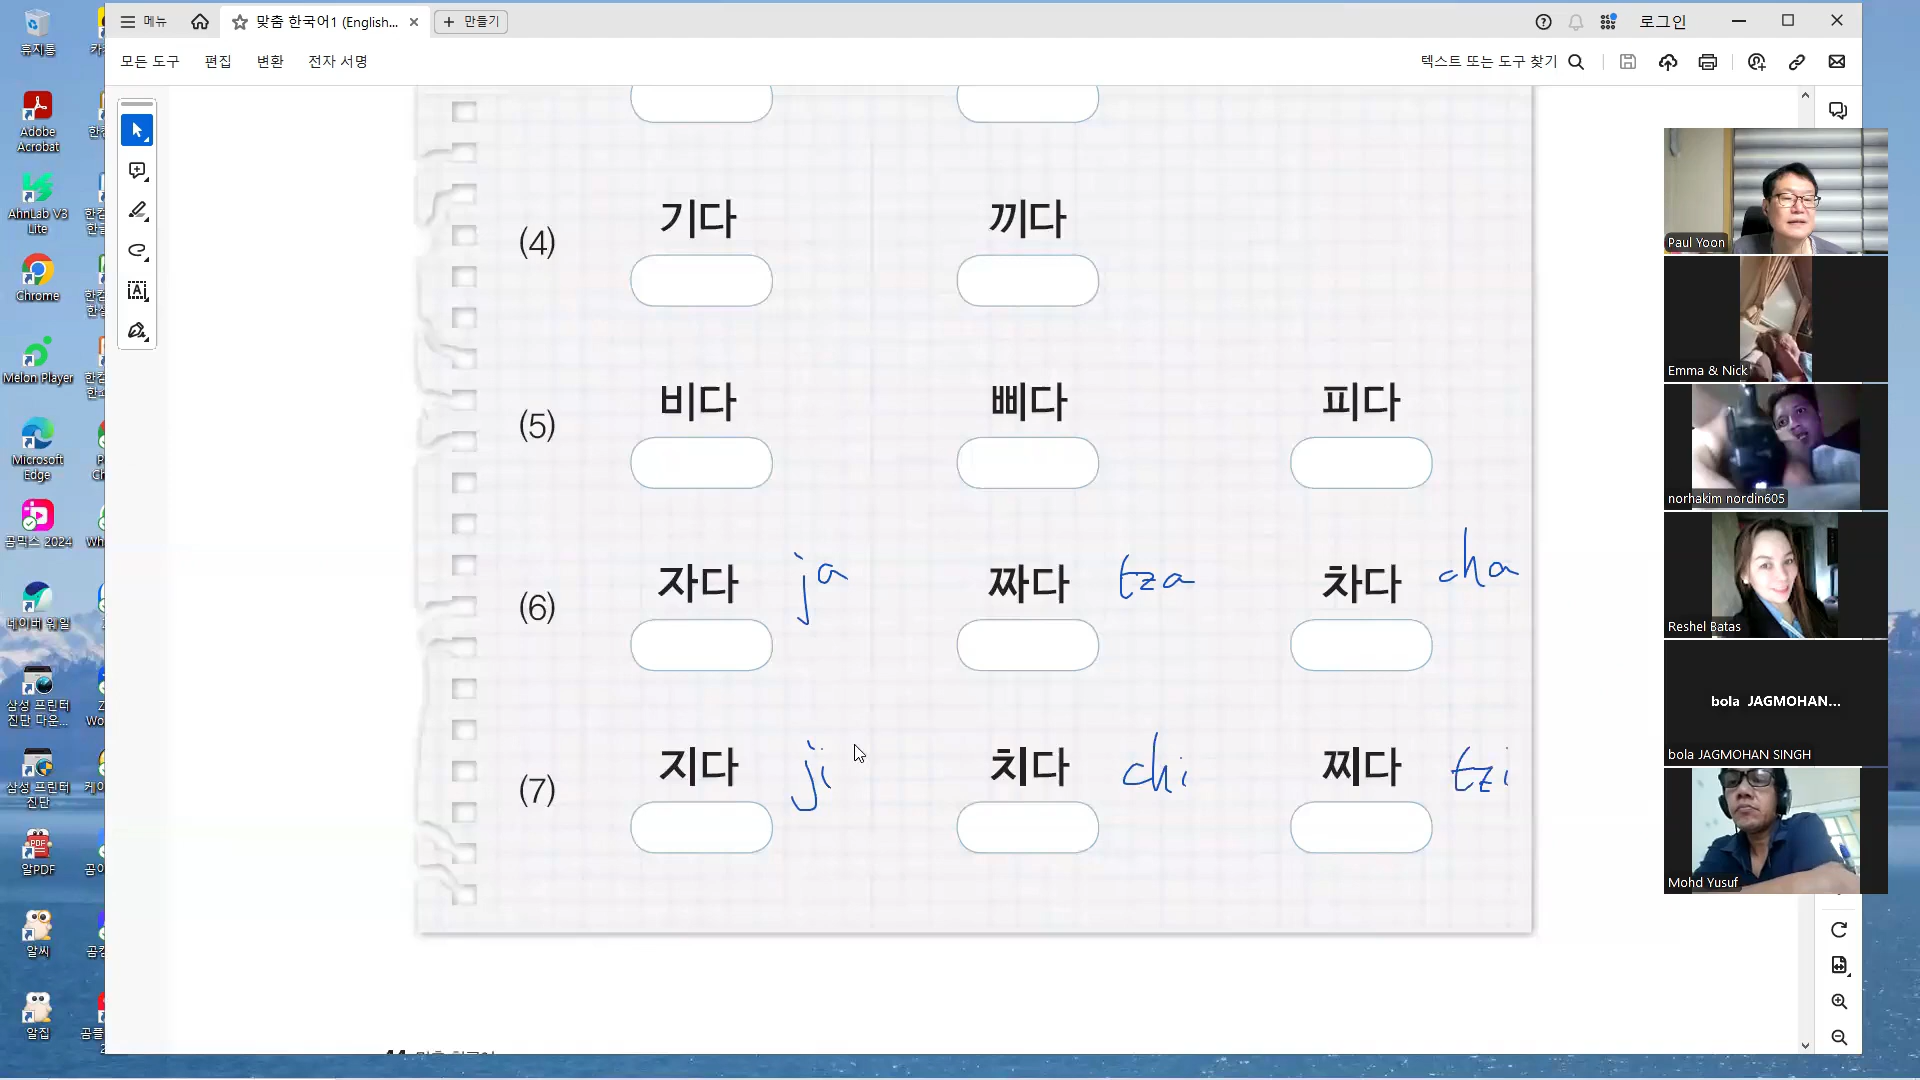 메뉴
맞춤 한국어1 (English...
만들기
로그인
모든 도구 편집 변환 전자 서명
텍스트 또는 도구 찾기
휴지통
Adobe
Acrobat
AhnLab V3
Lite
Chrome
Melon Player
Microsoft
Edge
곰믹스 2024
네이버 웨일
삼성 프린터
진단 다운...
삼성 프린터
진단
알PDF
알씨
알집
(4) 기다 끼다
(5) 비다 삐다 피다
(6) 자다 ja 짜다 tza 차다 cha
(7) 지다 ji 치다 chi 찌다 tzi
Paul Yoon
Emma & Nick
norhakim nordin605
Reshel Batas
bola JAGMOHAN...
bola JAGMOHAN SINGH
Mohd Yusuf